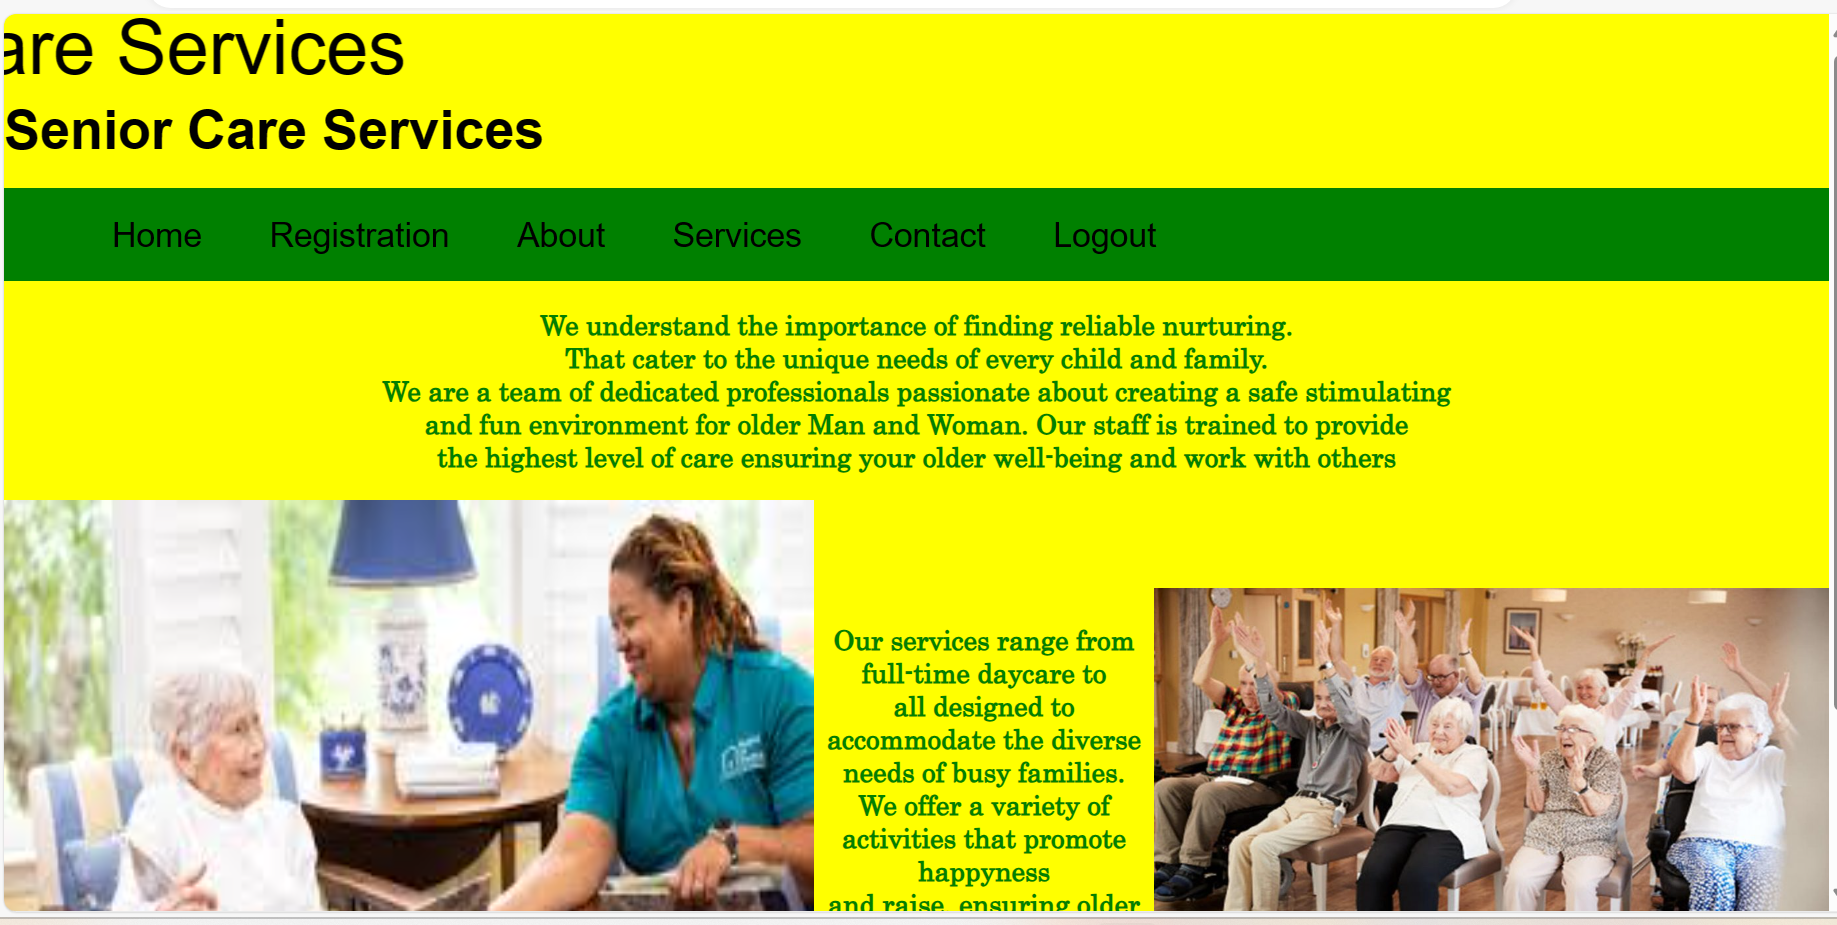 are Services
Senior Care Services
Home Registration About Services Contact Logout
We understand the importance of finding reliable nurturing.
That cater to the unique needs of every child and family.
We are a team of dedicated professionals passionate about creating a safe stimulating
and fun environment for older Man and Woman. Our staff is trained to provide
the highest level of care ensuring your older well-being and work with others
Our services range from
full-time daycare to
all designed to
accommodate the diverse
needs of busy families.
We offer a variety of
activities that promote
happyness
and raise, ensuring older